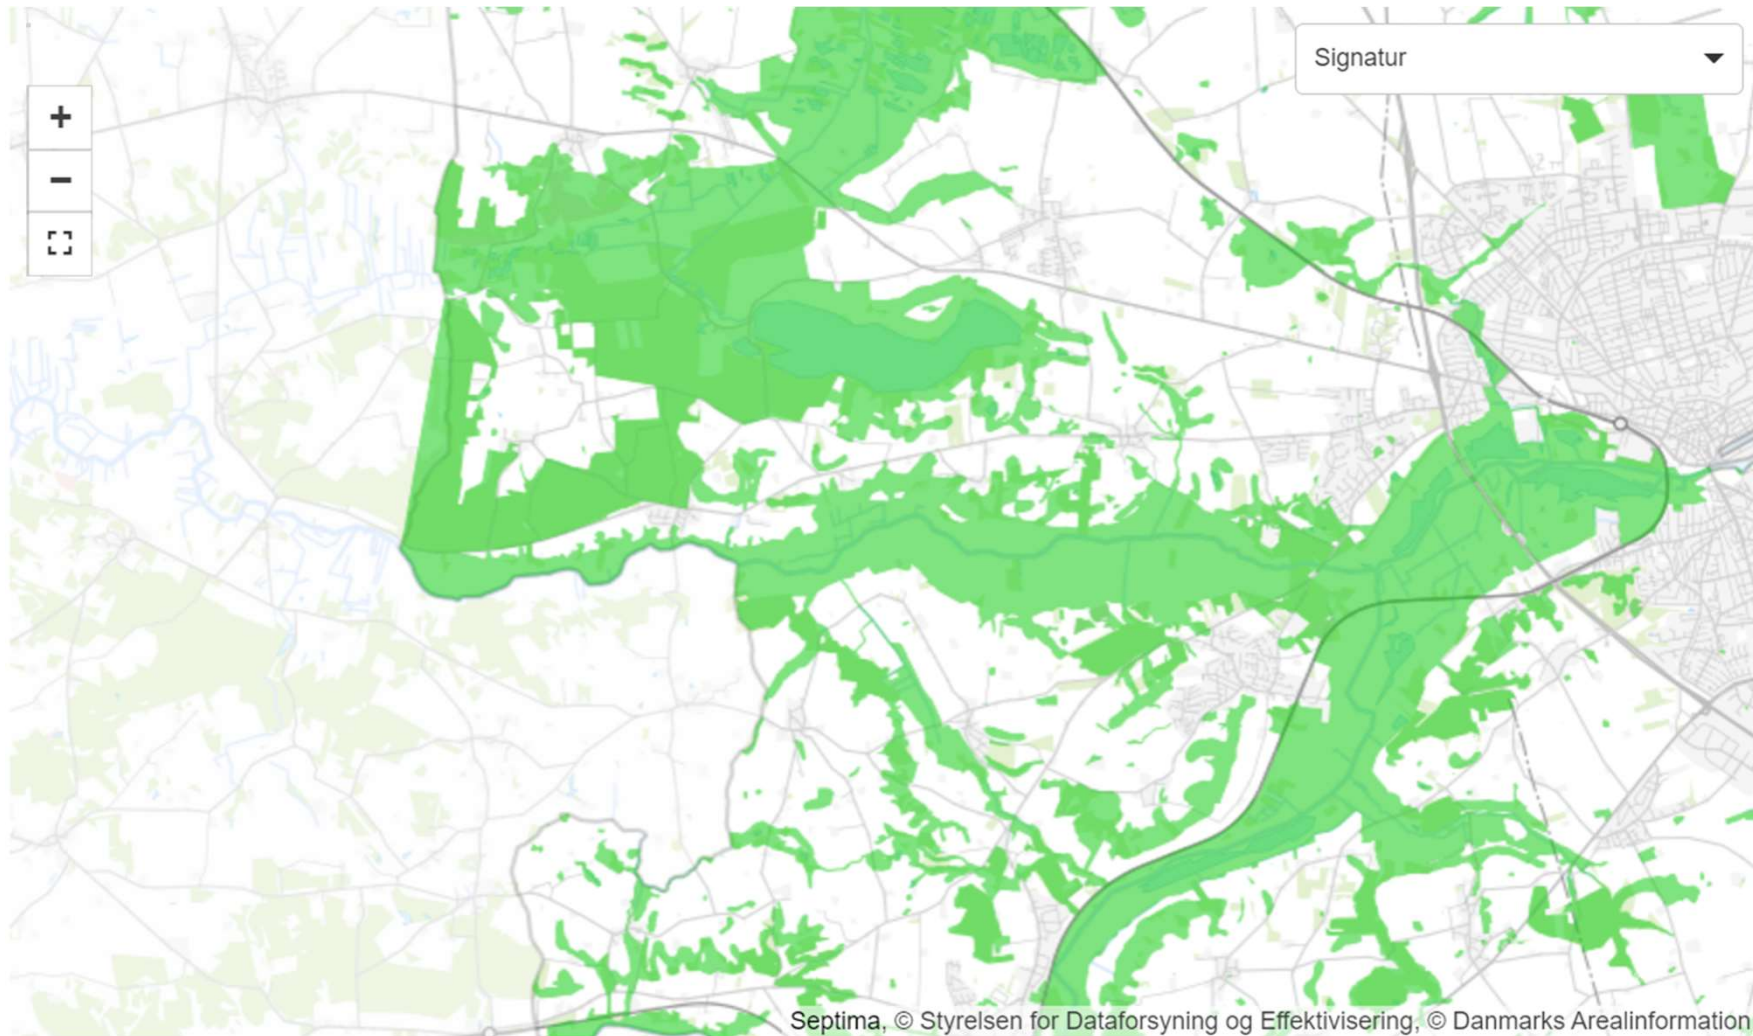 Signatur
+
−
Septima, © Styrelsen for Dataforsyning og Effektivisering, © Danmarks Arealinformation